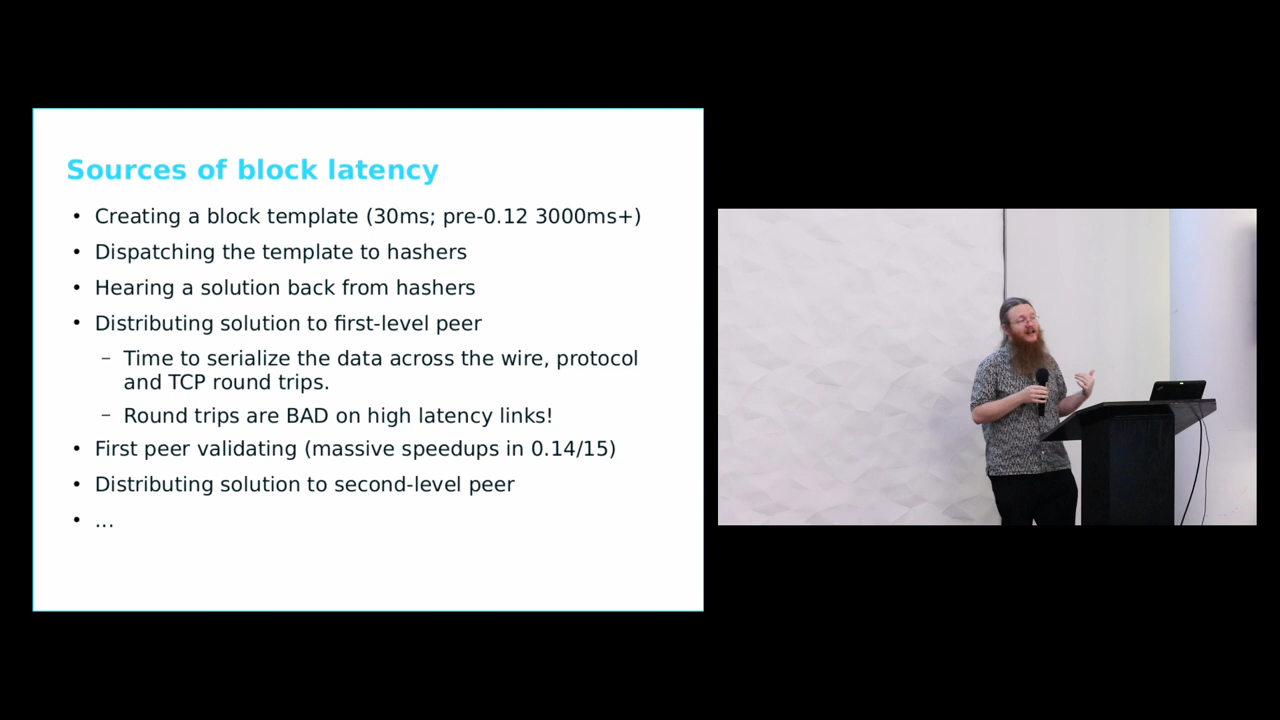 Sources of block latency
• Creating a block template (30ms; pre-0.12 3000ms+)
• Dispatching the template to hashers
• Hearing a solution back from hashers
• Distributing solution to first-level peer
– Time to serialize the data across the wire, protocol
and TCP round trips.
– Round trips are BAD on high latency links!
• First peer validating (massive speedups in 0.14/15)
• Distributing solution to second-level peer
• ...